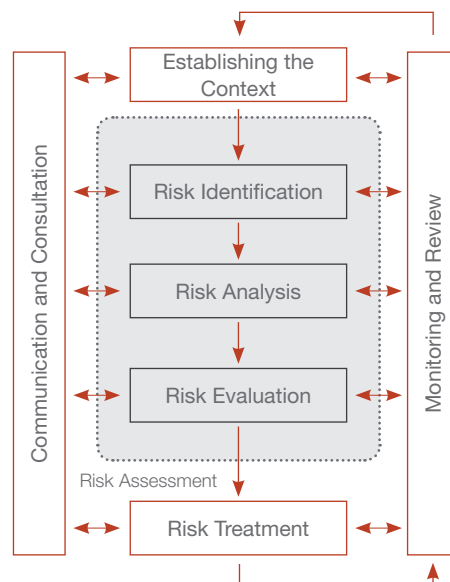 Establishing the
Context
Communication and Consultation
Monitoring and Review
Risk Identification
Risk Analysis
Risk Evaluation
Risk Assessment
Risk Treatment